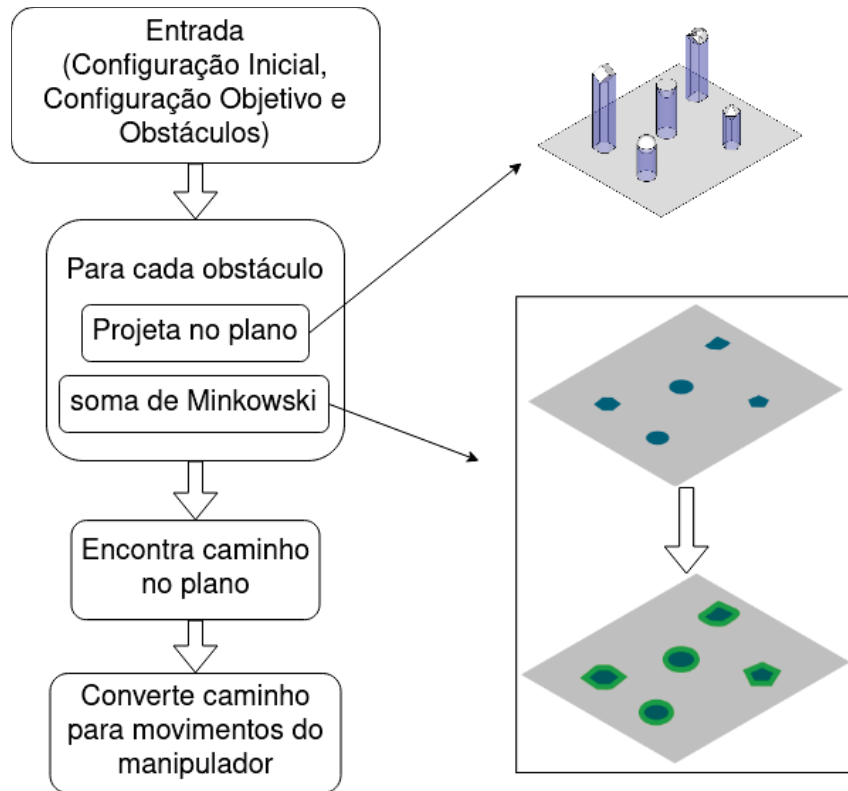 Entrada
(Configuração Inicial,
Configuração Objetivo e
Obstáculos)
Para cada obstáculo
Projeta no plano
soma de Minkowski
Encontra caminho
no plano
Converte caminho
para movimentos do
manipulador